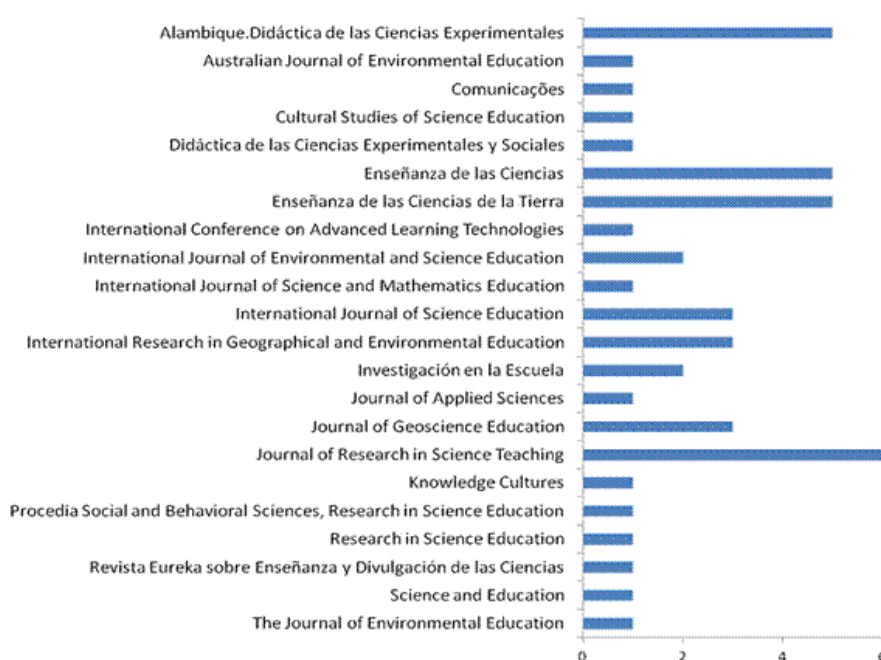 Alambique.Didáctica de las Ciencias Experimentales
Australian Journal of Environmental Education
Comunicações
Cultural Studies of Science Education
Didáctica de las Ciencias Experimentales y Sociales
Enseñanza de las Ciencias
Enseñanza de las Ciencias de la Tierra
International Conference on Advanced Learning Technologies
International Journal of Environmental and Science Education
International Journal of Science and Mathematics Education
International Journal of Science Education
International Research in Geographical and Environmental Education
Investigación en la Escuela
Journal of Applied Sciences
Journal of Geoscience Education
Journal of Research in Science Teaching
Knowledge Cultures
Procedia Social and Behavioral Sciences, Research in Science Education
Research in Science Education
Revista Eureka sobre Enseñanza y Divulgación de las Ciencias
Science and Education
The Journal of Environmental Education
0 2 4 6